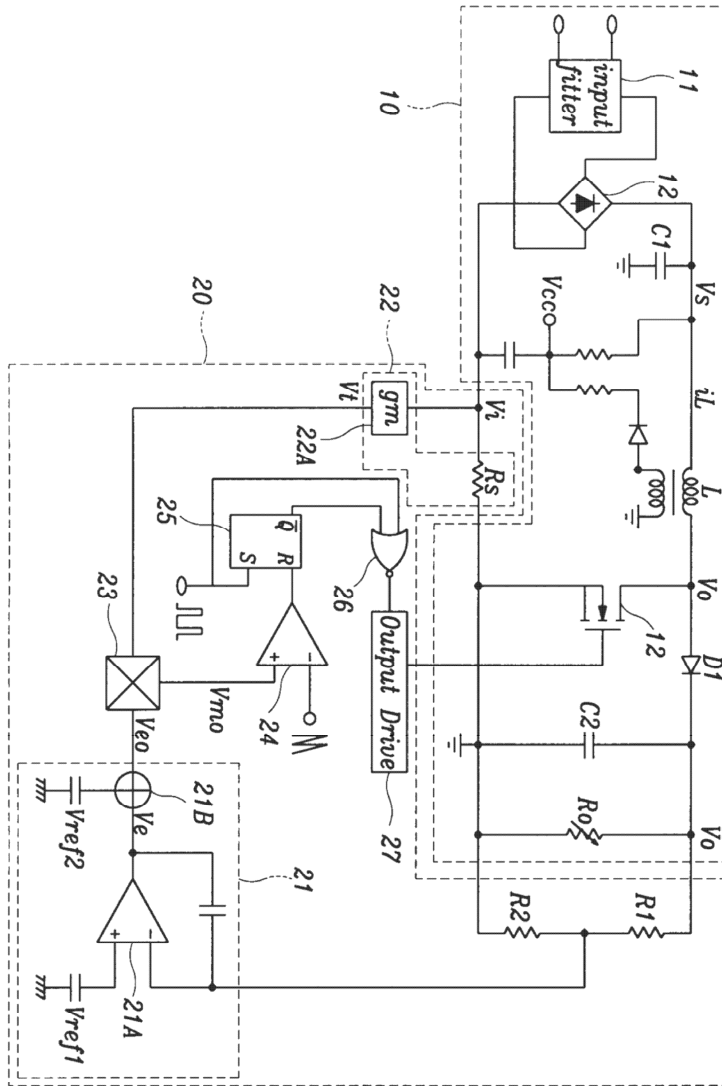 11
input
fitter
10
12
C1
Vs
Vcc
iL
L
Vo
D1
12
C2
Ro
Vo
R1
R2
Vi
Rs
20
22
gm
22A
Vt
25
Q̅
S
R
26
Output Drive
27
24
+
-
23
Vmo
Veo
21B
Ve
Vref2
21
21A
+
-
Vref1